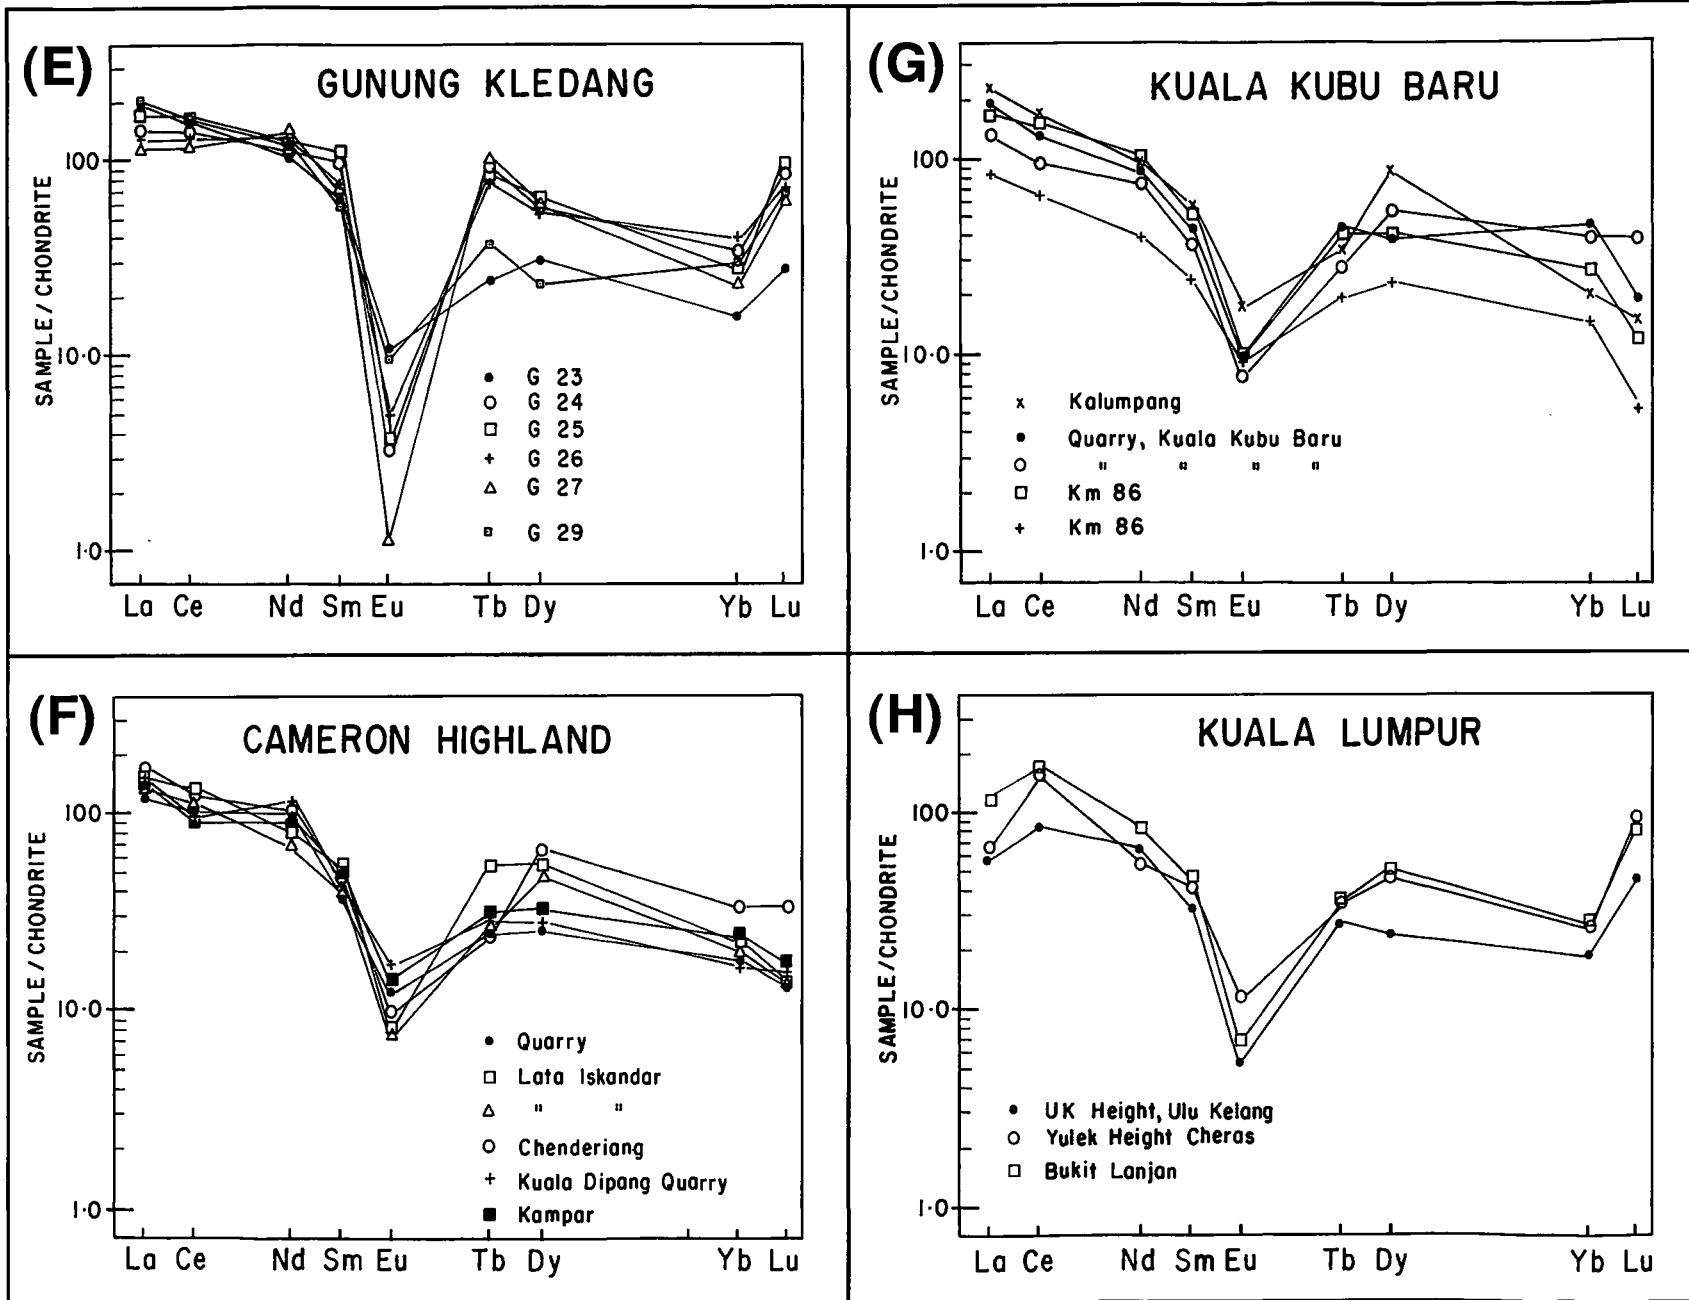 (E)
GUNUNG KLEDANG
SAMPLE/CHONDRITE
100
10·0
1·0
G 23
G 24
G 25
G 26
G 27
G 29
La Ce Nd Sm Eu Tb Dy Yb Lu
(G)
KUALA KUBU BARU
SAMPLE/CHONDRITE
100
10·0
1·0
Kalumpang
Quarry, Kuala Kubu Baru
" " " "
Km 86
Km 86
La Ce Nd Sm Eu Tb Dy Yb Lu
(F)
CAMERON HIGHLAND
SAMPLE/CHONDRITE
100
10·0
1·0
Quarry
Lata Iskandar
" "
Chenderiang
Kuala Dipang Quarry
Kampar
La Ce Nd Sm Eu Tb Dy Yb Lu
(H)
KUALA LUMPUR
SAMPLE/CHONDRITE
100
10·0
1·0
UK Height, Ulu Kelang
Yulek Height Cheras
Bukit Lanjan
La Ce Nd Sm Eu Tb Dy Yb Lu